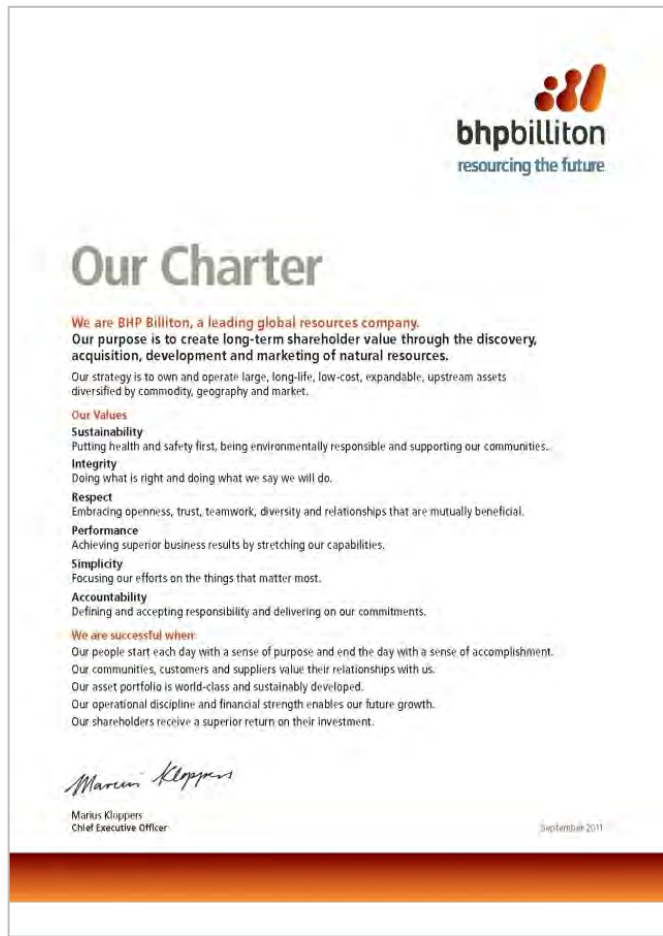 bhpbilliton
resourcing the future
Our Charter
We are BHP Billiton, a leading global resources company.
Our purpose is to create long-term shareholder value through the discovery,
acquisition, development and marketing of natural resources.
Our strategy is to own and operate large, long-life, low-cost, expandable, upstream assets
diversified by commodity, geography and market.
Our Values
Sustainability
Putting health and safety first, being environmentally responsible and supporting our communities.
Integrity
Doing what is right and doing what we say we will do.
Respect
Embracing openness, trust, teamwork, diversity and relationships that are mutually beneficial.
Performance
Achieving superior business results by stretching our capabilities.
Simplicity
Focusing our efforts on the things that matter most.
Accountability
Defining and accepting responsibility and delivering on our commitments.
We are successful when:
Our people start each day with a sense of purpose and end the day with a sense of accomplishment.
Our communities, customers and suppliers value their relationships with us.
Our asset portfolio is world-class and sustainably developed.
Our operational discipline and financial strength enables our future growth.
Our shareholders receive a superior return on their investment.
Marius Kloppers
Marius Kloppers
Chief Executive Officer
September 2011